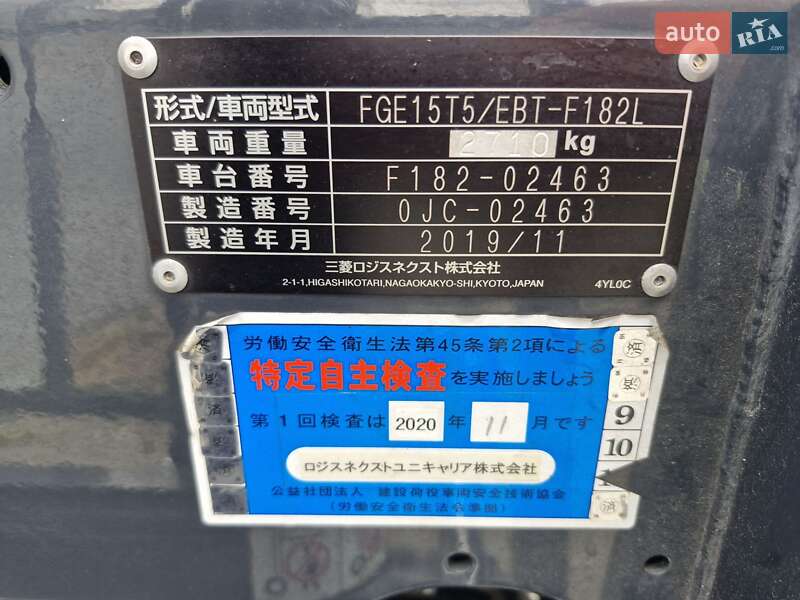 auto RIA.com
形式/車両型式 FGE15T5/EBT-F182L
車両重量 2710 kg
車台番号 F182-02463
製造番号 0JC-02463
製造年月 2019/11
三菱ロジスネクスト株式会社
2-1-1,HIGASHIKOTARI,NAGAOKAKYO-SHI,KYOTO,JAPAN 4YL0C
労働安全衛生法第45条第2項による
特定自主検査を実施しましょう
第1回検査は 2020 年 11 月です
ロジスネクストユニキャリア株式会社
公益社団法人 建設荷役車両安全技術協会
(労働安全衛生法会事務)
済
9
10
済